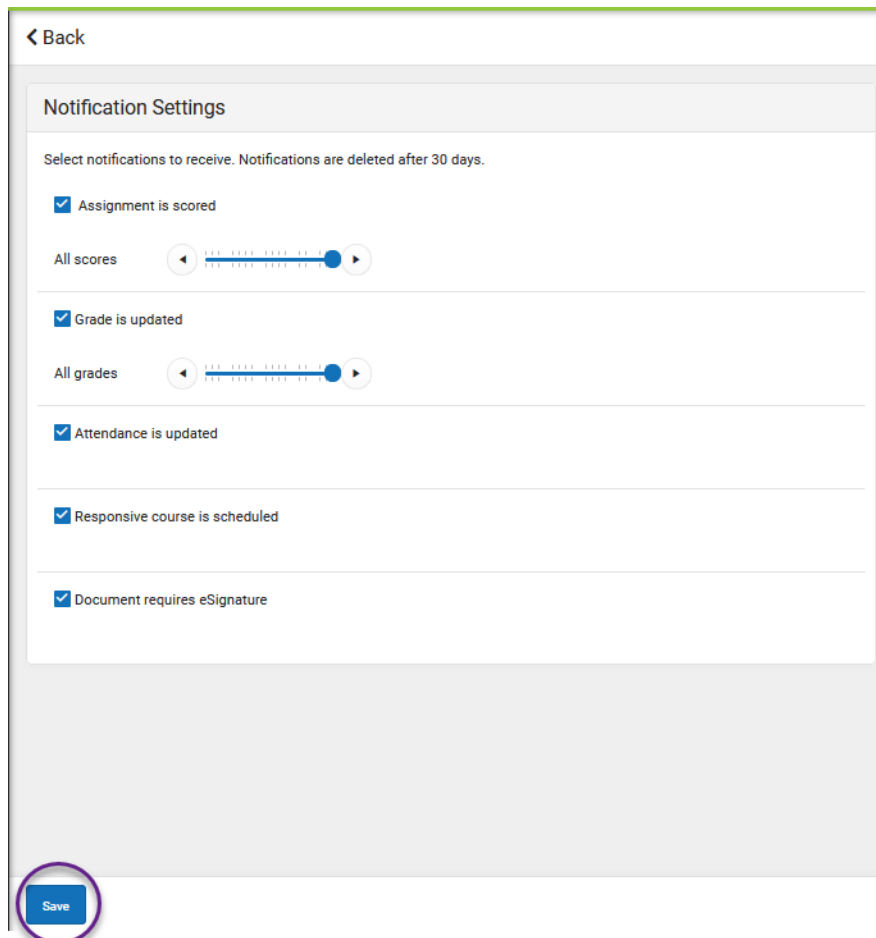 Back
Notification Settings
Select notifications to receive. Notifications are deleted after 30 days.
Assignment is scored
All scores
Grade is updated
All grades
Attendance is updated
Responsive course is scheduled
Document requires eSignature
Save